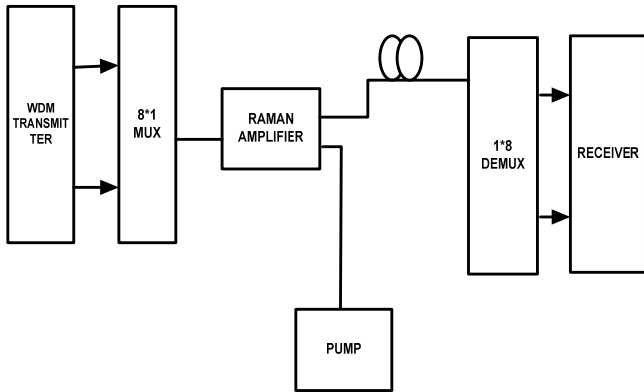 WDM
TRANSMIT
TER
8*1
MUX
RAMAN
AMPLIFIER
1*8
DEMUX
RECEIVER
PUMP